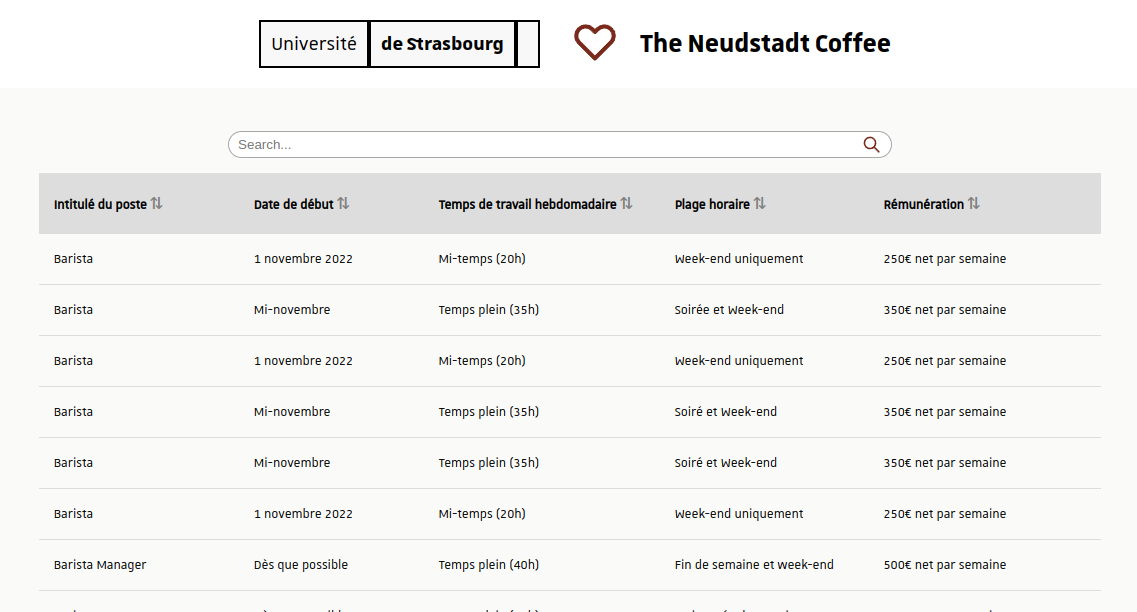 Université de Strasbourg The Neudstadt Coffee
Search...
Intitulé du poste Date de début Temps de travail hebdomadaire Plage horaire Rémunération
Barista 1 novembre 2022 Mi-temps (20h) Week-end uniquement 250€ net par semaine
Barista Mi-novembre Temps plein (35h) Soirée et Week-end 350€ net par semaine
Barista 1 novembre 2022 Mi-temps (20h) Week-end uniquement 250€ net par semaine
Barista Mi-novembre Temps plein (35h) Soiré et Week-end 350€ net par semaine
Barista Mi-novembre Temps plein (35h) Soiré et Week-end 350€ net par semaine
Barista 1 novembre 2022 Mi-temps (20h) Week-end uniquement 250€ net par semaine
Barista Manager Dès que possible Temps plein (40h) Fin de semaine et week-end 500€ net par semaine